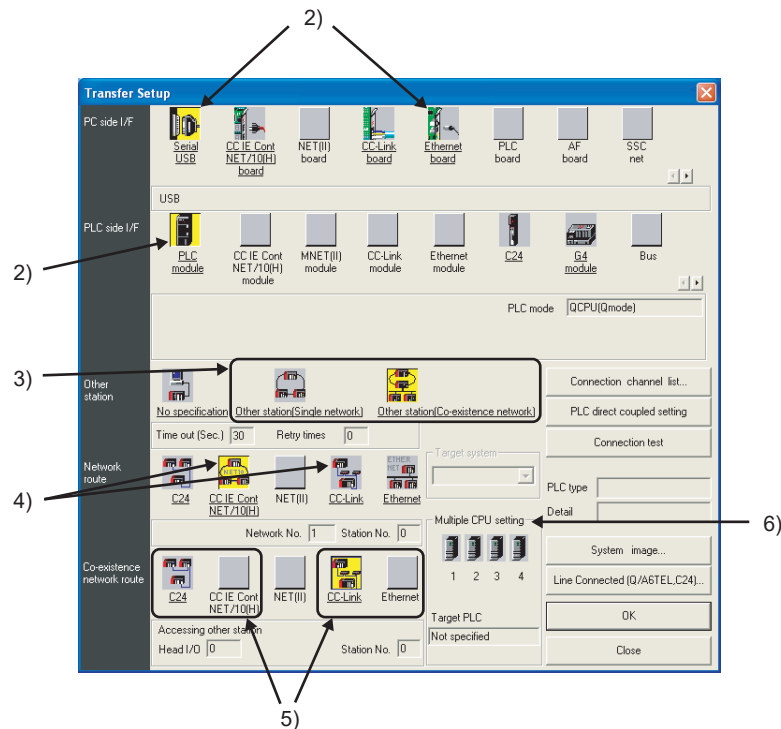 2)
Transfer Setup
PC side I/F
Serial USB
CC IE Cont NET/10(H) board
NET(II) board
CC-Link board
Ethernet board
PLC board
AF board
SSC net
USB
PLC side I/F
2)
PLC module
CC IE Cont NET/10(H) module
MNET(II) module
CC-Link module
Ethernet module
C24
G4 module
Bus
PLC mode QCPU(Qmode)
3)
Other station
No specification
Other station(Single network)
Other station(Co-existence network)
Connection channel list...
PLC direct coupled setting
Connection test
Time out (Sec.) 30 Retry times 0
Target system
4)
Network route
C24
CC IE Cont NET/10(H)
NET(II)
CC-Link
Ethernet
PLC type
Detail
Network No. 1 Station No. 0
Multiple CPU setting
6)
1 2 3 4
System image...
Line Connected (Q/A6TEL,C24)...
Co-existence network route
C24
CC IE Cont NET/10(H)
NET(II)
CC-Link
Ethernet
Target PLC
Not specified
OK
Close
Accessing other station
Head I/O 0 Station No. 0
5)